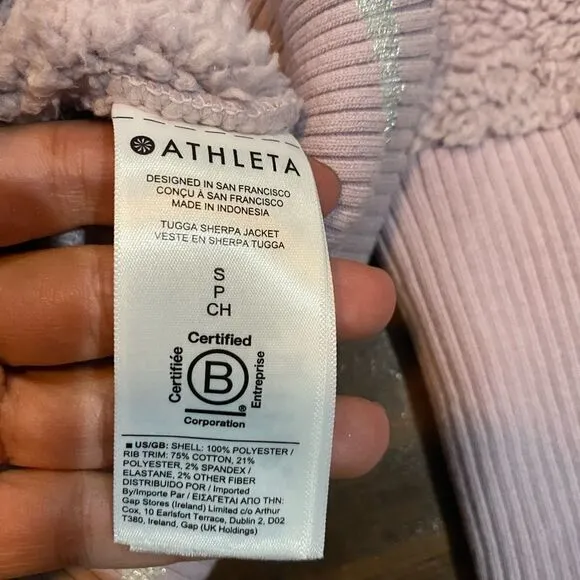 ATHLETA
DESIGNED IN SAN FRANCISCO
CONÇU À SAN FRANCISCO
MADE IN INDONESIA
TUGGA SHERPA JACKET
VESTE EN SHERPA TUGGA
S
P
CH
Certified
Certifiée
B
Entreprise
®
Corporation
■ US/GB: SHELL: 100% POLYESTER /
RIB TRIM: 75% COTTON, 21%
POLYESTER, 2% SPANDEX /
ELASTANE, 2% OTHER FIBER
DISTRIBUIDO POR / Imported
By/Importe Par / ΕΙΣΑΓΕΤΑΙ ΑΠΟ ΤΗΝ:
Gap Stores (Ireland) Limited c/o Arthur
Cox, 10 Earlsfort Terrace, Dublin 2, D02
T380, Ireland, Gap (UK Holdings)